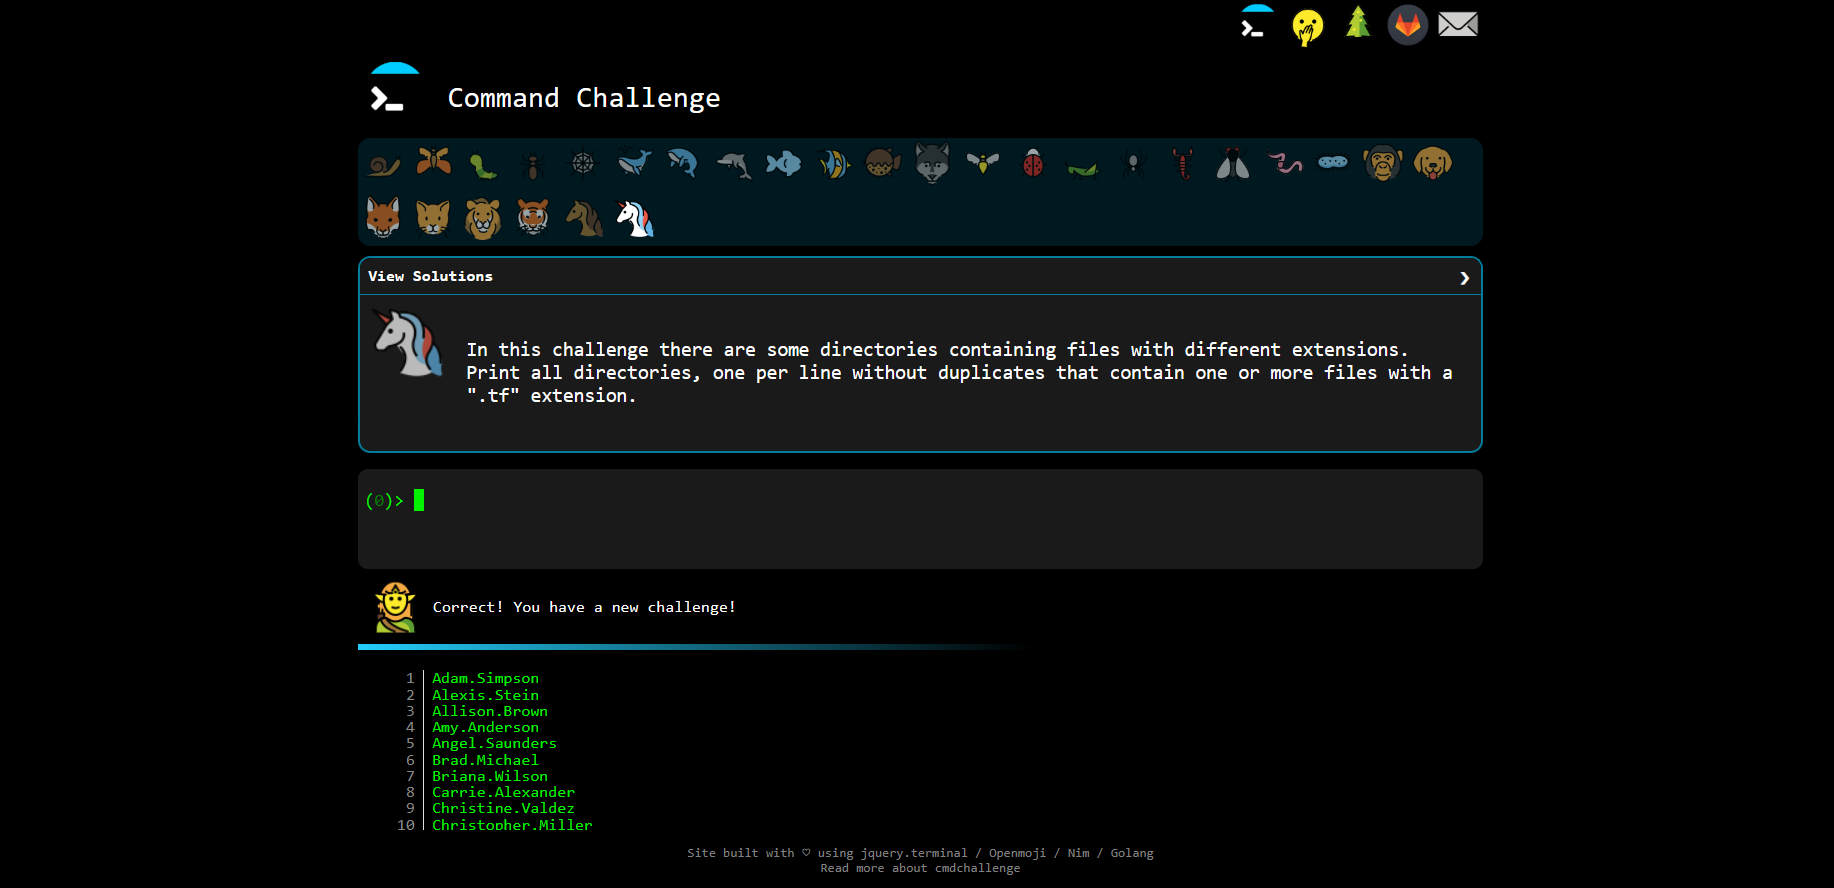 Command Challenge
View Solutions
In this challenge there are some directories containing files with different extensions.
Print all directories, one per line without duplicates that contain one or more files with a
".tf" extension.
(0)>
Correct! You have a new challenge!
1 Adam.Simpson
2 Alexis.Stein
3 Allison.Brown
4 Amy.Anderson
5 Angel.Saunders
6 Brad.Michael
7 Briana.Wilson
8 Carrie.Alexander
9 Christine.Valdez
10 Christopher.Miller
Site built with ♡ using jquery.terminal / Openmoji / Nim / Golang
Read more about cmdchallenge